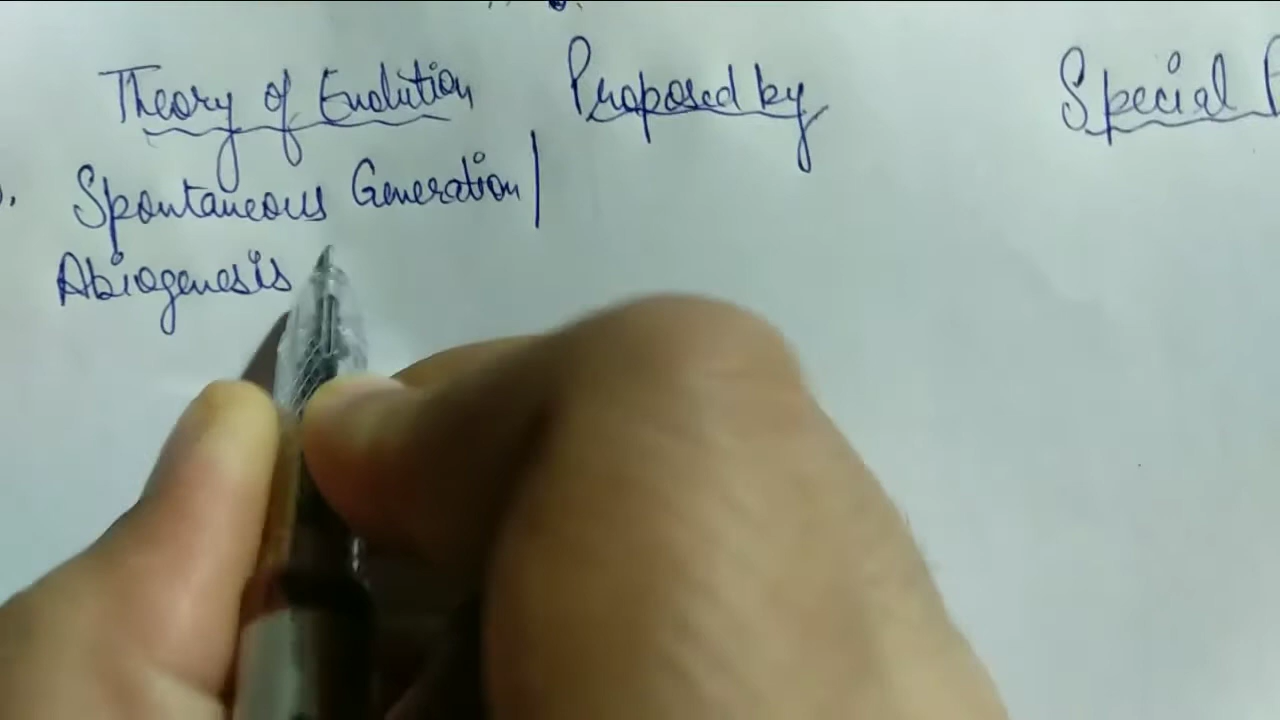 Theory of Evolution Proposed by Special
Spontaneous Generation/
Abiogenesis